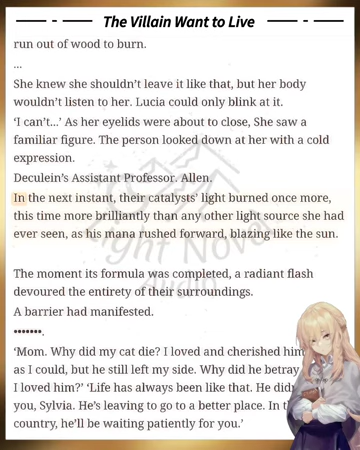 The Villain Want to Live
run out of wood to burn.
...
She knew she shouldn't leave it like that, but her body
wouldn't listen to her. Lucia could only blink at it.
'I can't...' As her eyelids were about to close, She saw a
familiar figure. The person looked down at her with a cold
expression.
Deculein's Assistant Professor. Allen.
In the next instant, their catalysts' light burned once more,
this time more brilliantly than any other light source she had
ever seen, as his mana rushed forward, blazing like the sun.
The moment its formula was completed, a radiant flash
devoured the entirety of their surroundings.
A barrier had manifested.
•••••••.
'Mom. Why did my cat die? I loved and cherished him
as I could, but he still left my side. Why did he betray
I loved him?' 'Life has always been like that. He didn
you, Sylvia. He's leaving to go to a better place. In
country, he'll be waiting patiently for you.'
Light Novel
Audio